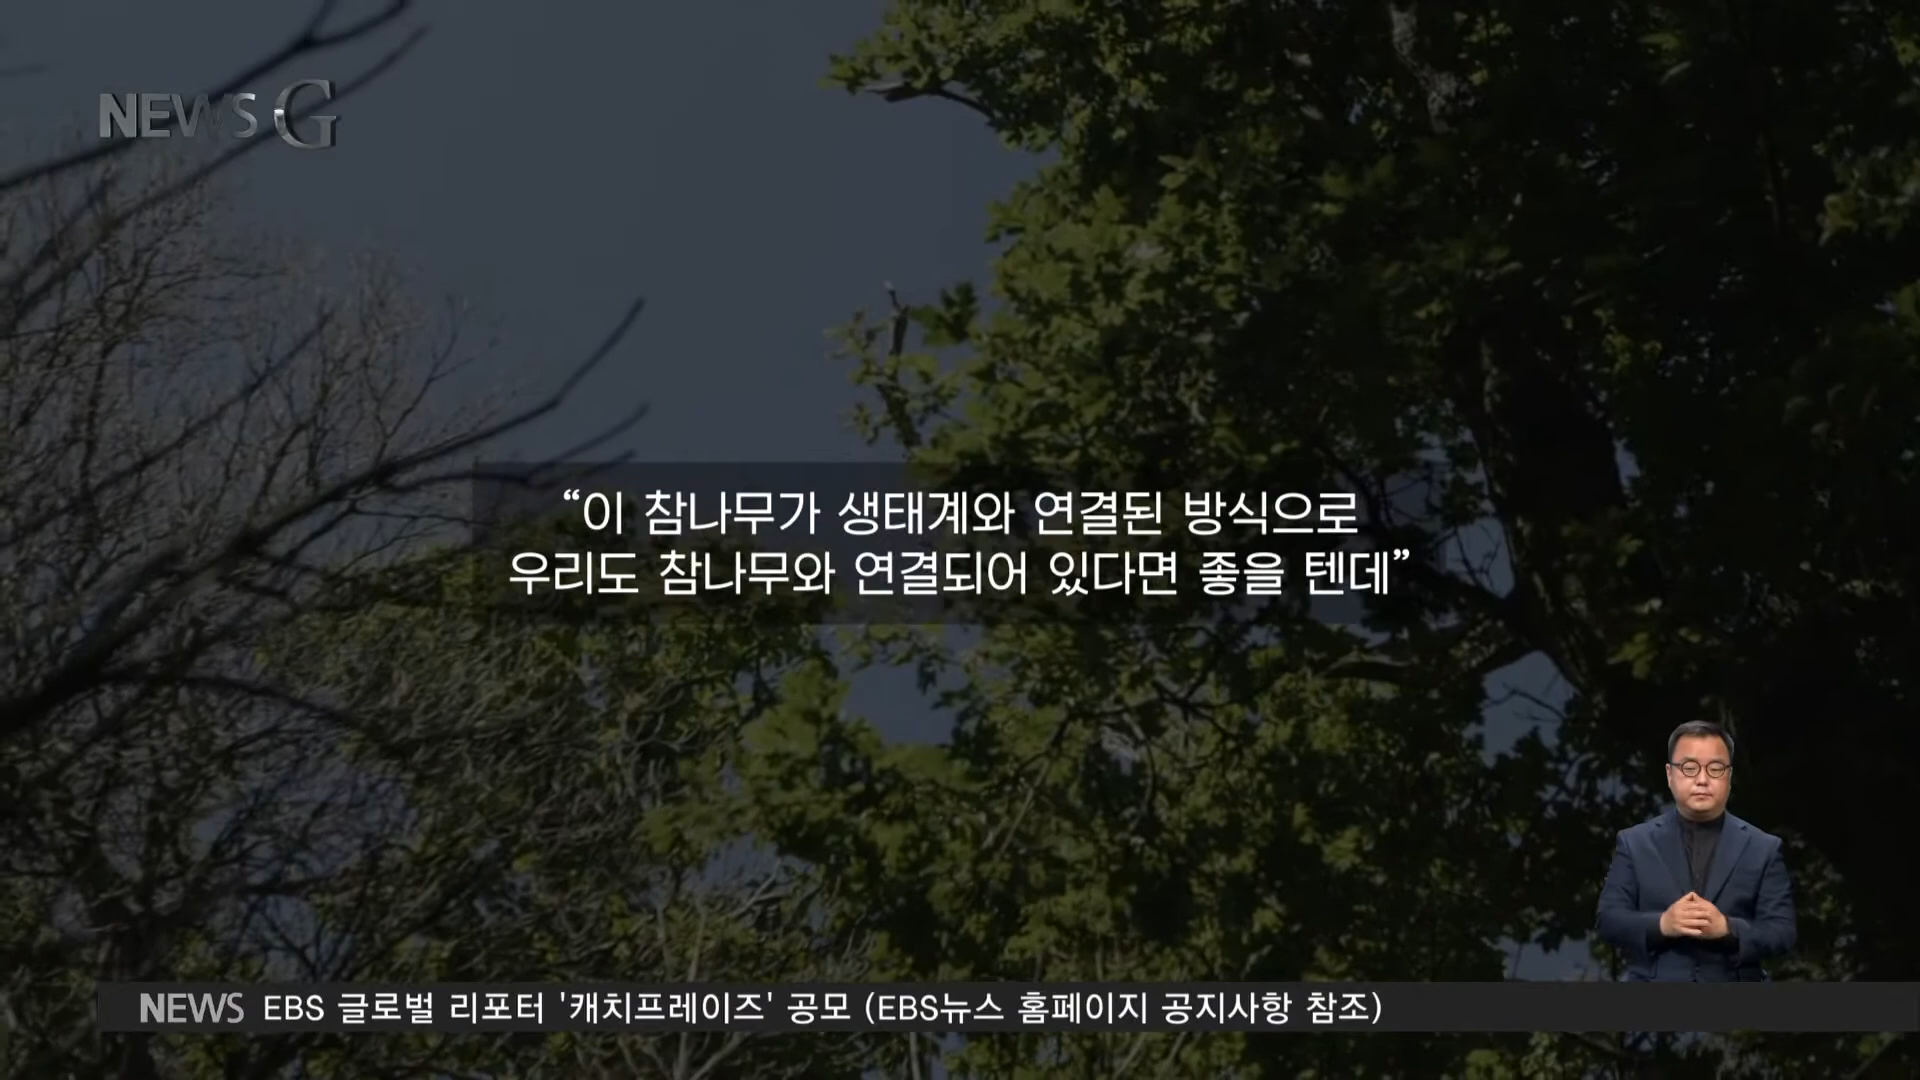 NEWS G
“이 참나무가 생태계와 연결된 방식으로
우리도 참나무와 연결되어 있다면 좋을 텐데”
NEWS EBS 글로벌 리포터 '캐치프레이즈' 공모 (EBS뉴스 홈페이지 공지사항 참조)